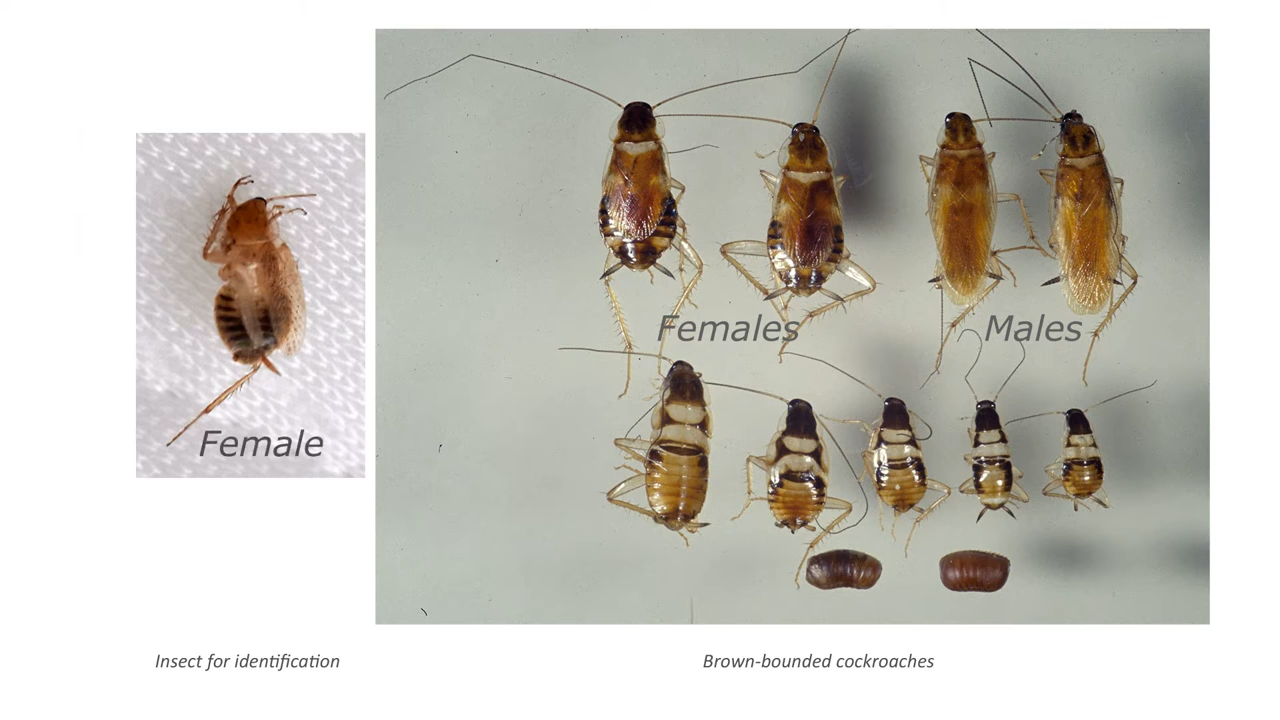 Females
Males
Female
Insect for identification
Brown-bounded cockroaches